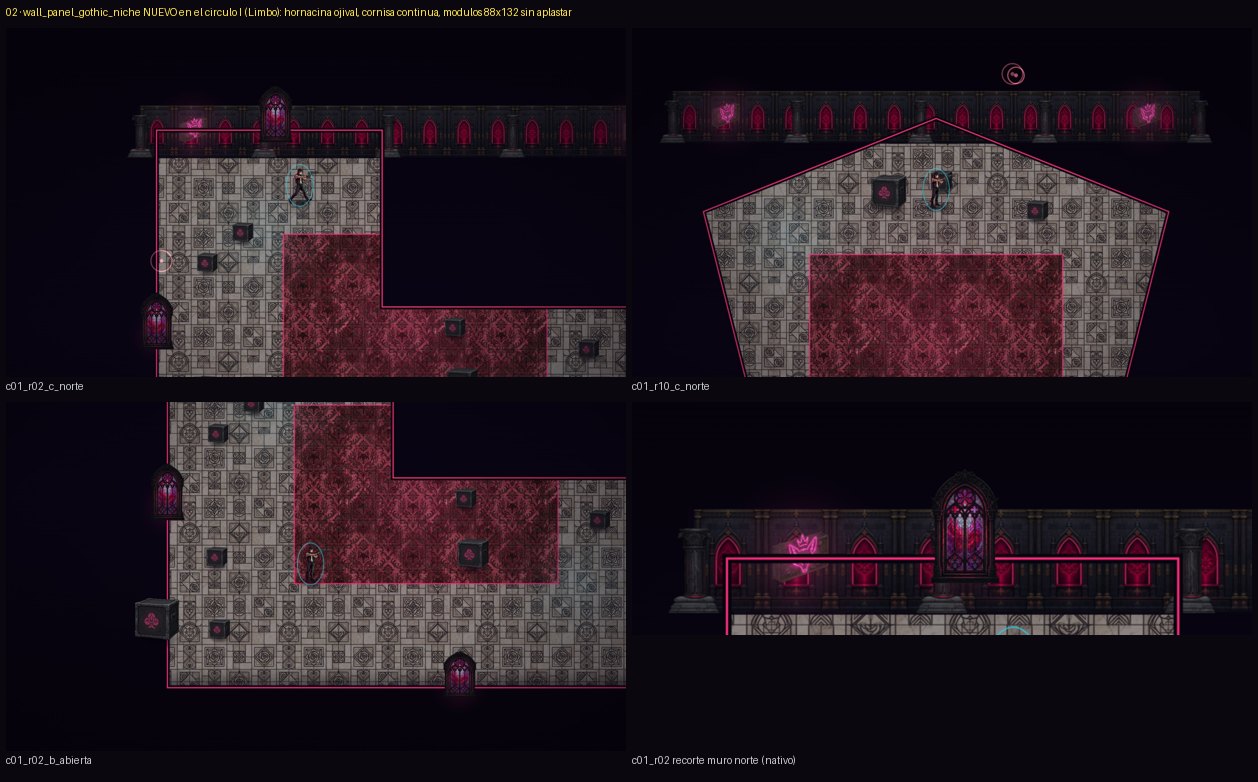 02 · wall_panel_gothic_niche NUEVO en el circulo I (Limbo): hornacina ojival, cornisa continua, modulos 88x132 sin aplastar
c01_r02_c_norte
c01_r10_c_norte
c01_r02_b_abierta
c01_r02 recorte muro norte (nativo)